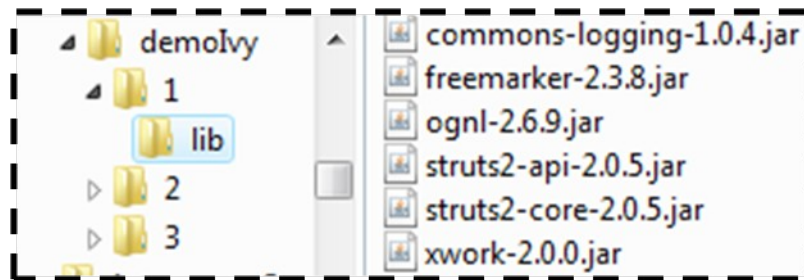 demoIvy
1
lib
2
3
commons-logging-1.0.4.jar
freemarker-2.3.8.jar
ognl-2.6.9.jar
struts2-api-2.0.5.jar
struts2-core-2.0.5.jar
xwork-2.0.0.jar